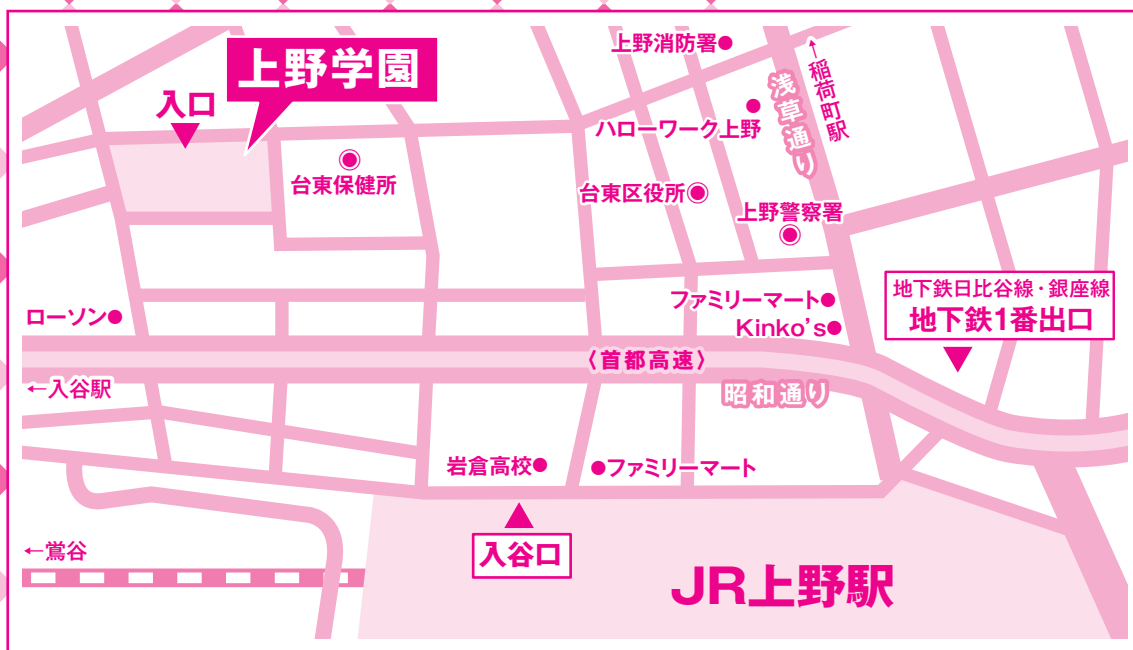 上野消防署
上野学園
←稲荷町駅
浅草通り
入口
ハローワーク上野
台東保健所
台東区役所
上野警察署
地下鉄日比谷線・銀座線
地下鉄1番出口
ファミリーマート
ローソン
Kinko's
〈首都高速〉
←入谷駅
昭和通り
岩倉高校
ファミリーマート
入谷口
←鴬谷
JR上野駅